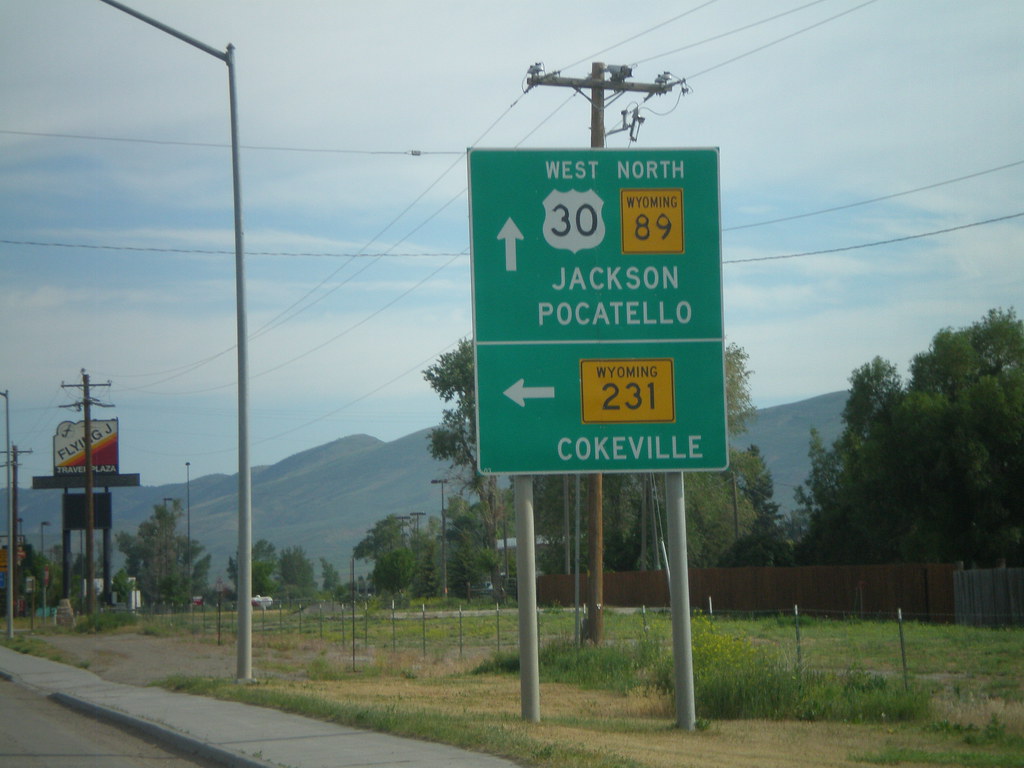 WEST NORTH
30 WYOMING 89
JACKSON
POCATELLO
WYOMING
231
COKEVILLE
FLYING J
TRAVEL PLAZA